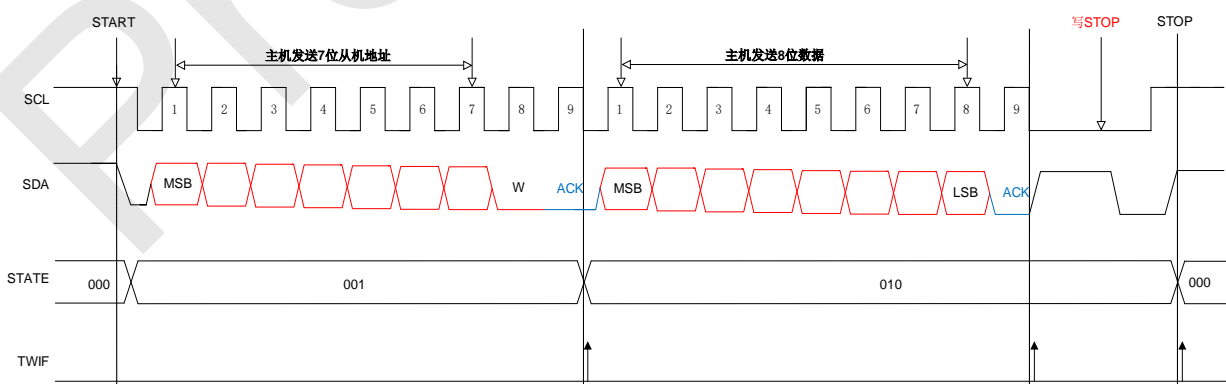 START 写STOP STOP
主机发送7位从机地址 主机发送8位数据
SCL 1 2 3 4 5 6 7 8 9 1 2 3 4 5 6 7 8 9
SDA MSB W ACK MSB LSB ACK
STATE 000 001 010 000
TWIF